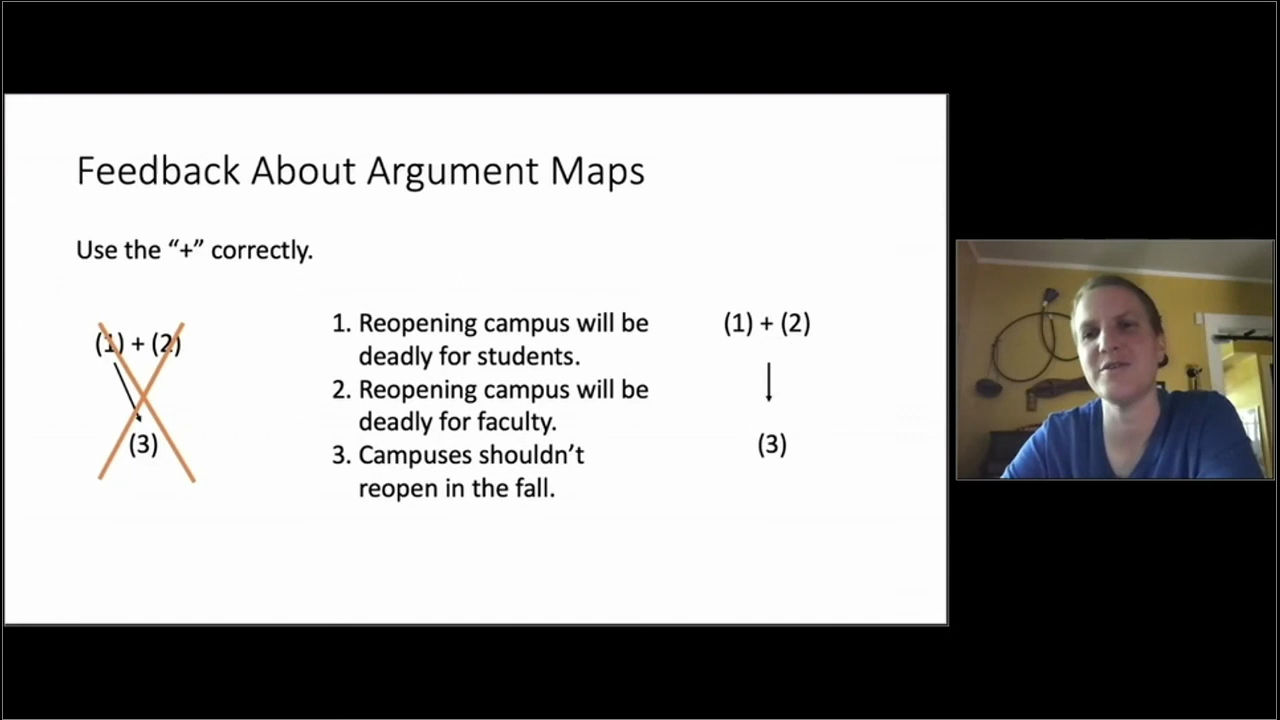 Feedback About Argument Maps
Use the “+” correctly.
(1) + (2)
(3)
1. Reopening campus will be
deadly for students.
2. Reopening campus will be
deadly for faculty.
3. Campuses shouldn’t
reopen in the fall.
(1) + (2)
(3)